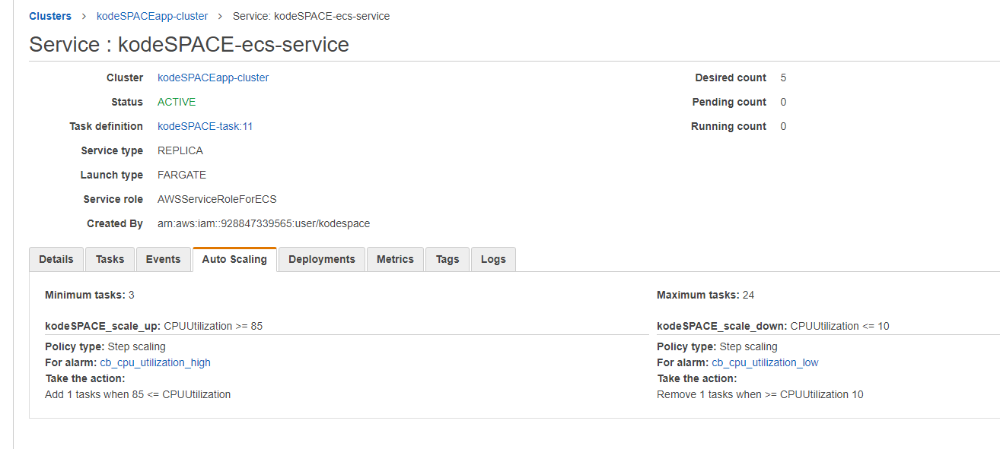 Clusters > kodeSPACEapp-cluster > Service: kodeSPACE-ecs-service
Service : kodeSPACE-ecs-service
Cluster kodeSPACEapp-cluster
Desired count 5
Status ACTIVE
Pending count 0
Task definition kodeSPACE-task:11
Running count 0
Service type REPLICA
Launch type FARGATE
Service role AWSServiceRoleForECS
Created By arn:aws:iam::928847339565:user/kodespace
Details Tasks Events Auto Scaling Deployments Metrics Tags Logs
Minimum tasks: 3
Maximum tasks: 24
kodeSPACE_scale_up: CPUUtilization >= 85
Policy type: Step scaling
For alarm: cb_cpu_utilization_high
Take the action:
Add 1 tasks when 85 <= CPUUtilization
kodeSPACE_scale_down: CPUUtilization <= 10
Policy type: Step scaling
For alarm: cb_cpu_utilization_low
Take the action:
Remove 1 tasks when >= CPUUtilization 10